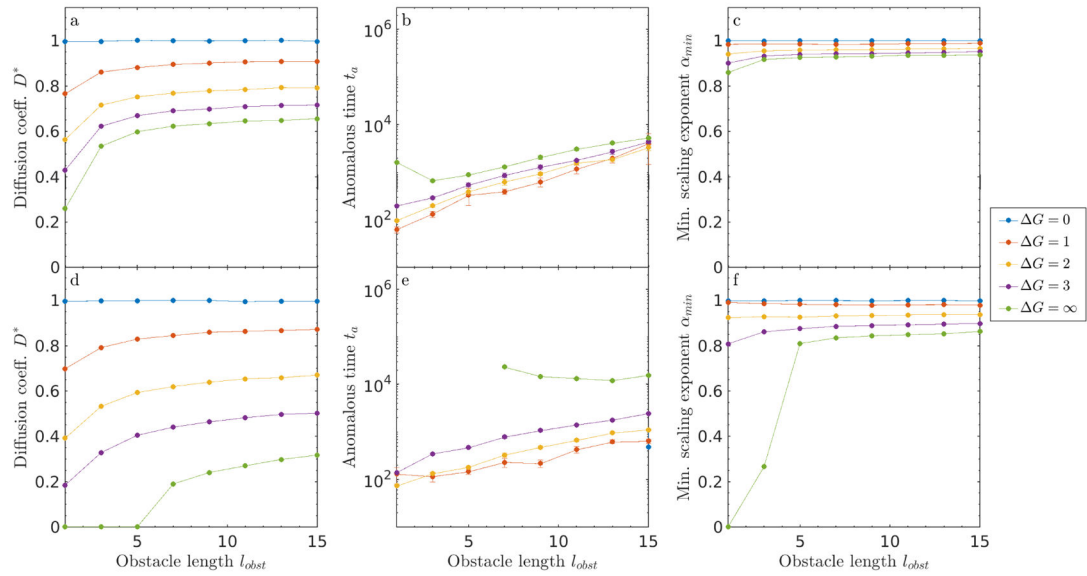 a
1
0.8
0.6
0.4
0.2
0
Diffusion coeff. D*
b
10^6
10^4
10^2
Anomalous time t_a
c
1
0.8
0.6
0.4
0.2
0
Min. scaling exponent α_min
d
1
0.8
0.6
0.4
0.2
0
Diffusion coeff. D*
5
10
15
Obstacle length l_obst
e
10^6
10^4
10^2
Anomalous time t_a
5
10
15
Obstacle length l_obst
f
1
0.8
0.6
0.4
0.2
0
Min. scaling exponent α_min
5
10
15
Obstacle length l_obst
ΔG = 0
ΔG = 1
ΔG = 2
ΔG = 3
ΔG = ∞